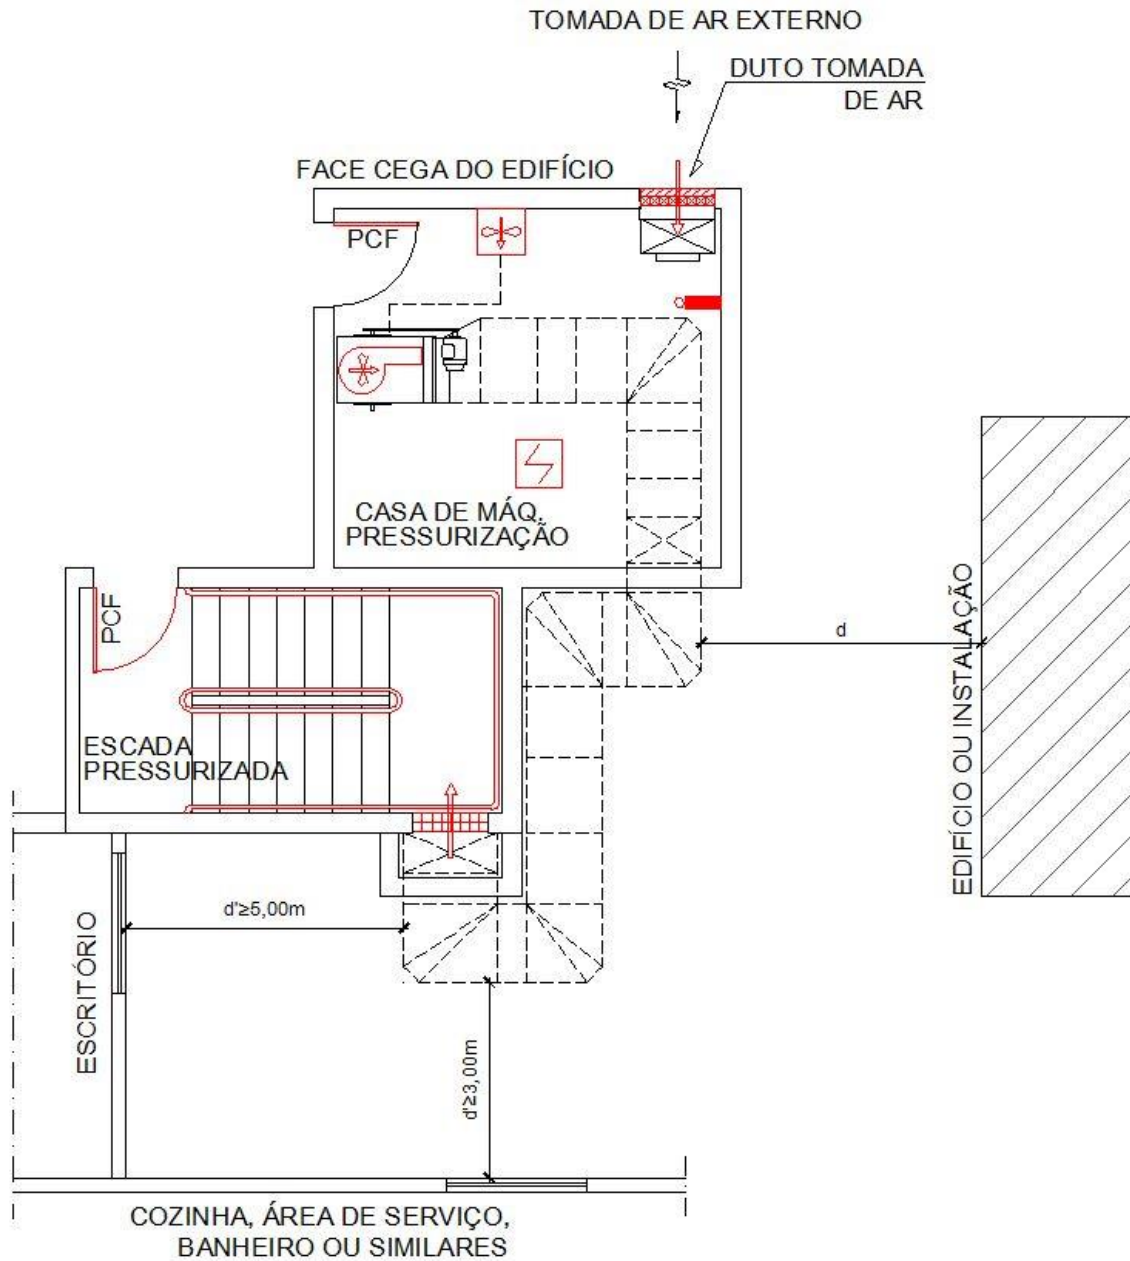 TOMADA DE AR EXTERNO
DUTO TOMADA
DE AR
FACE CEGA DO EDIFÍCIO
PCF
CASA DE MÁQ.
PRESSURIZAÇÃO
PCF
ESCADA
PRESSURIZADA
d
EDIFÍCIO OU INSTALAÇÃO
d'≥5,00m
ESCRITÓRIO
d'≥3,00m
COZINHA, ÁREA DE SERVIÇO,
BANHEIRO OU SIMILARES